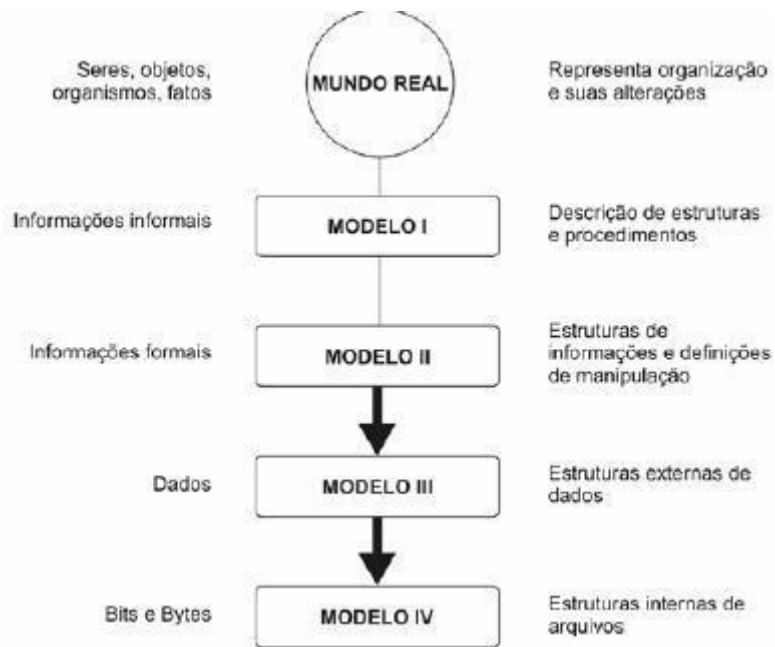 Seres, objetos,
organismos, fatos
MUNDO REAL
Representa organização
e suas alterações
Informações informais
MODELO I
Descrição de estruturas
e procedimentos
Informações formais
MODELO II
Estruturas de
informações e definições
de manipulação
Dados
MODELO III
Estruturas externas de
dados
Bits e Bytes
MODELO IV
Estruturas internas de
arquivos